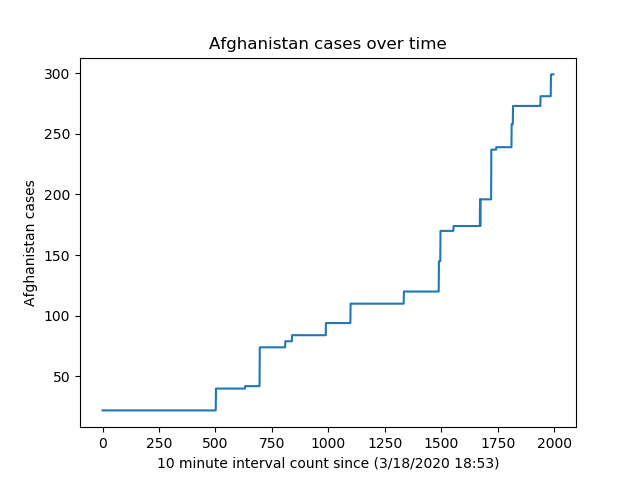 Afghanistan cases over time
300
250
200
150
100
50
Afghanistan cases
0 250 500 750 1000 1250 1500 1750 2000
10 minute interval count since (3/18/2020 18:53)